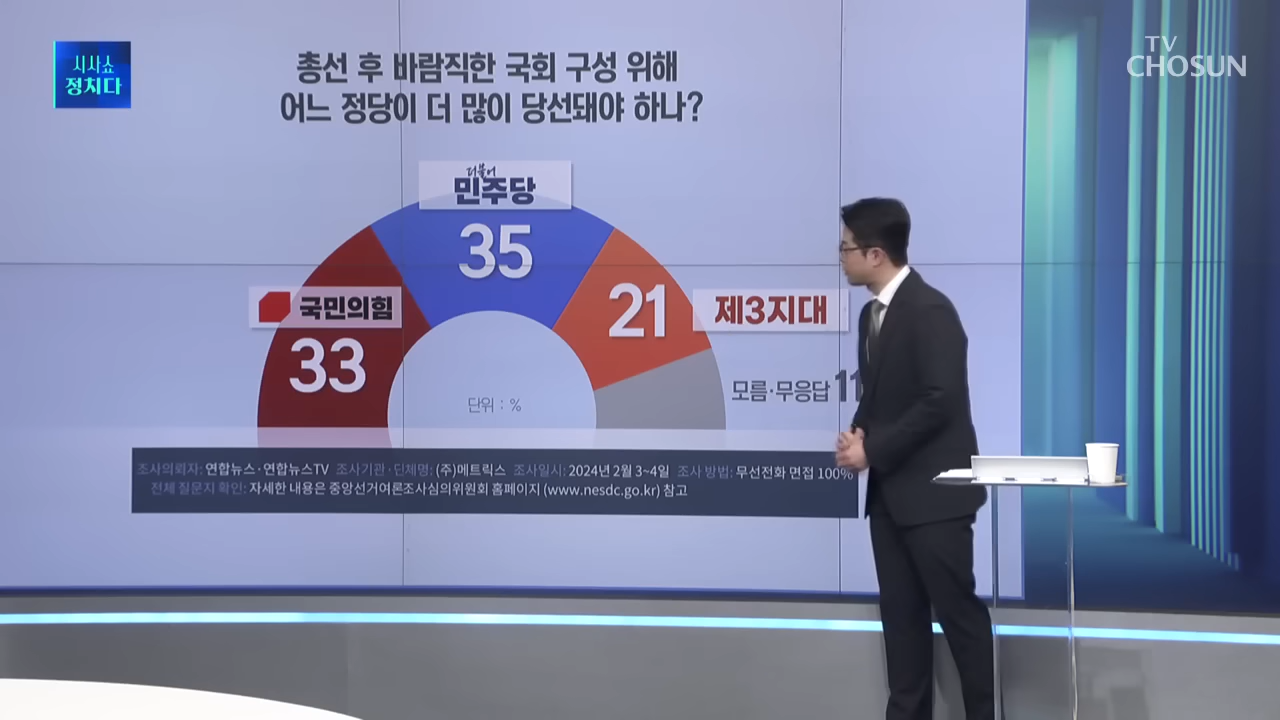 시사쇼
정치다
TV
CHOSUN
총선 후 바람직한 국회 구성 위해
어느 정당이 더 많이 당선돼야 하나?
더불어
민주당
35
국민의힘
33
21
제3지대
모름·무응답 11
단위 : %
조사의뢰자: 연합뉴스·연합뉴스TV 조사기관·단체명: (주)메트릭스 조사일시: 2024년 2월 3~4일 조사 방법: 무선전화 면접 100%
전체 질문지 확인: 자세한 내용은 중앙선거여론조사심의위원회 홈페이지 (www.nesdc.go.kr) 참고